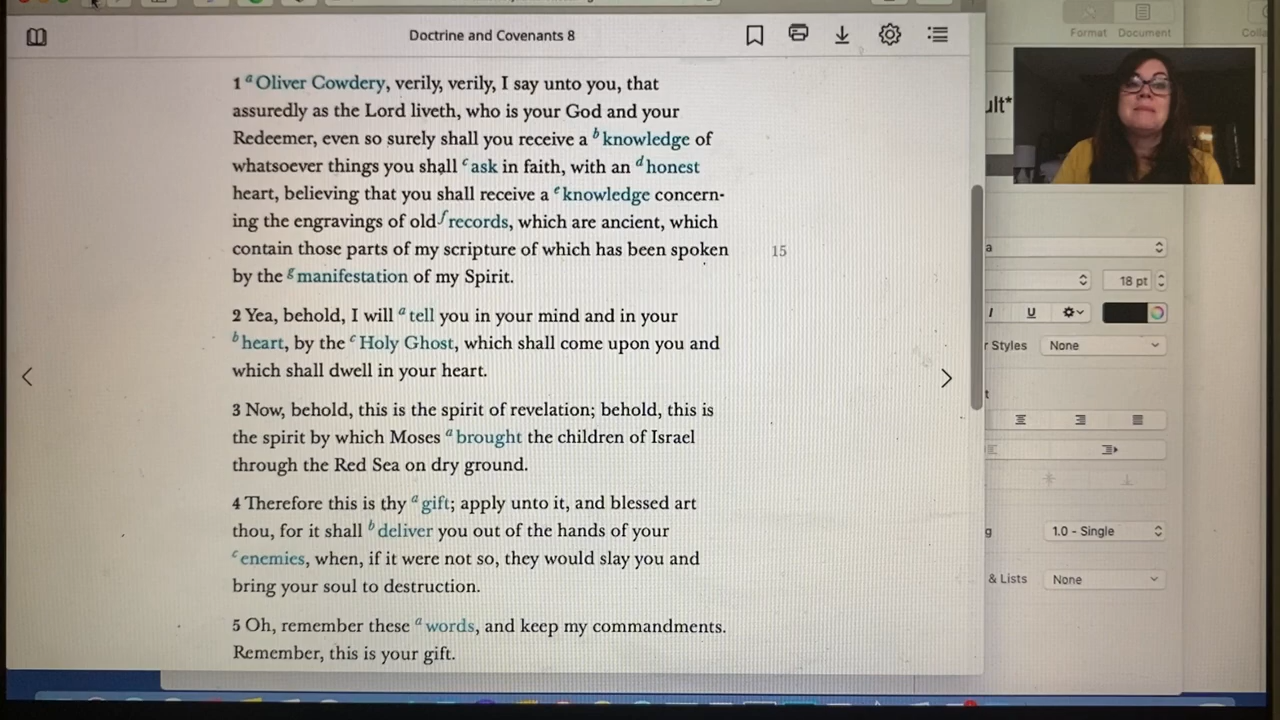 Doctrine and Covenants 8
Format Document
Colla
ult*
1 a Oliver Cowdery, verily, verily, I say unto you, that
assuredly as the Lord liveth, who is your God and your
Redeemer, even so surely shall you receive a b knowledge of
whatsoever things you shall c ask in faith, with an d honest
heart, believing that you shall receive a e knowledge concern-
ing the engravings of old f records, which are ancient, which
contain those parts of my scripture of which has been spoken
15
by the g manifestation of my Spirit.
2 Yea, behold, I will a tell you in your mind and in your
b heart, by the c Holy Ghost, which shall come upon you and
which shall dwell in your heart.
3 Now, behold, this is the spirit of revelation; behold, this is
the spirit by which Moses a brought the children of Israel
through the Red Sea on dry ground.
4 Therefore this is thy a gift; apply unto it, and blessed art
thou, for it shall b deliver you out of the hands of your
c enemies, when, if it were not so, they would slay you and
bring your soul to destruction.
5 Oh, remember these a words, and keep my commandments.
Remember, this is your gift.
a
18 pt
I U
r Styles None
t
g 1.0 - Single
& Lists None